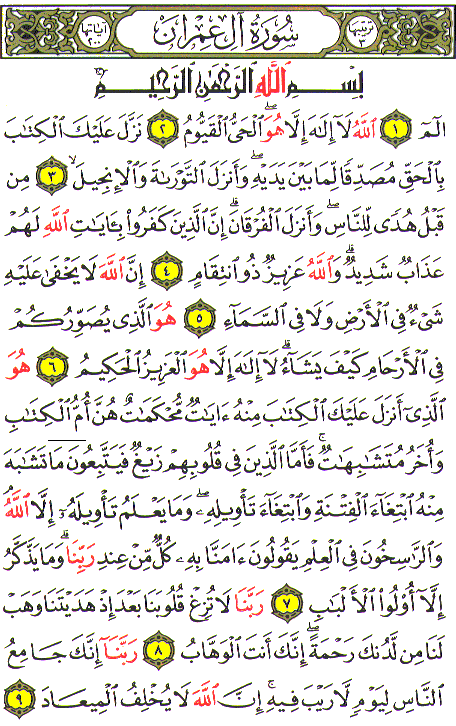 ترتيبها ٣ سُورَةُ آلِ عِمْرَانَ آياتها ٢٠٠
بِسْمِ ٱللَّهِ ٱلرَّحْمَٰنِ ٱلرَّحِيمِ
الٓمٓ ١ ٱللَّهُ لَآ إِلَٰهَ إِلَّا هُوَ ٱلْحَىُّ ٱلْقَيُّومُ ٢ نَزَّلَ عَلَيْكَ ٱلْكِتَٰبَ
بِٱلْحَقِّ مُصَدِّقًا لِّمَا بَيْنَ يَدَيْهِ وَأَنزَلَ ٱلتَّوْرَىٰةَ وَٱلْإِنجِيلَ ٣ مِن
قَبْلُ هُدًى لِّلنَّاسِ وَأَنزَلَ ٱلْفُرْقَانَ ۗ إِنَّ ٱلَّذِينَ كَفَرُوا۟ بِـَٔايَٰتِ ٱللَّهِ لَهُمْ
عَذَابٌ شَدِيدٌ ۗ وَٱللَّهُ عَزِيزٌ ذُو ٱنتِقَامٍ ٤ إِنَّ ٱللَّهَ لَا يَخْفَىٰ عَلَيْهِ
شَىْءٌ فِى ٱلْأَرْضِ وَلَا فِى ٱلسَّمَآءِ ٥ هُوَ ٱلَّذِى يُصَوِّرُكُمْ
فِى ٱلْأَرْحَامِ كَيْفَ يَشَآءُ ۚ لَآ إِلَٰهَ إِلَّا هُوَ ٱلْعَزِيزُ ٱلْحَكِيمُ ٦ هُوَ
ٱلَّذِىٓ أَنزَلَ عَلَيْكَ ٱلْكِتَٰبَ مِنْهُ ءَايَٰتٌ مُّحْكَمَٰتٌ هُنَّ أُمُّ ٱلْكِتَٰبِ
وَأُخَرُ مُتَشَٰبِهَٰتٌ ۖ فَأَمَّا ٱلَّذِينَ فِى قُلُوبِهِمْ زَيْغٌ فَيَتَّبِعُونَ مَا تَشَٰبَهَ
مِنْهُ ٱبْتِغَآءَ ٱلْفِتْنَةِ وَٱبْتِغَآءَ تَأْوِيلِهِۦ ۗ وَمَا يَعْلَمُ تَأْوِيلَهُۥٓ إِلَّا ٱللَّهُ
وَٱلرَّٰسِخُونَ فِى ٱلْعِلْمِ يَقُولُونَ ءَامَنَّا بِهِۦ كُلٌّ مِّنْ عِندِ رَبِّنَا ۗ وَمَا يَذَّكَّرُ
إِلَّآ أُو۟لُوا۟ ٱلْأَلْبَٰبِ ٧ رَبَّنَا لَا تُزِغْ قُلُوبَنَا بَعْدَ إِذْ هَدَيْتَنَا وَهَبْ
لَنَا مِن لَّدُنكَ رَحْمَةً ۚ إِنَّكَ أَنتَ ٱلْوَهَّابُ ٨ رَبَّنَآ إِنَّكَ جَامِعُ
ٱلنَّاسِ لِيَوْمٍ لَّا رَيْبَ فِيهِ ۚ إِنَّ ٱللَّهَ لَا يُخْلِفُ ٱلْمِيعَادَ ٩